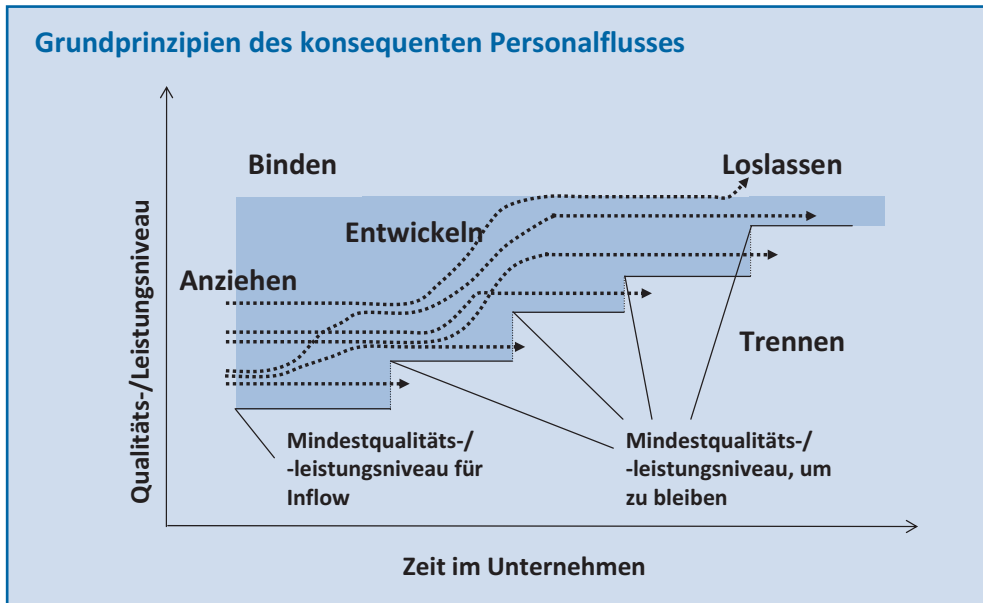 Grundprinzipien des konsequenten Personalflusses
Binden
Loslassen
Entwickeln
Anziehen
Trennen
Qualitäts-/Leistungsniveau
Mindestqualitäts-/
-leistungsniveau für
Inflow
Mindestqualitäts-/
-leistungsniveau, um
zu bleiben
Zeit im Unternehmen